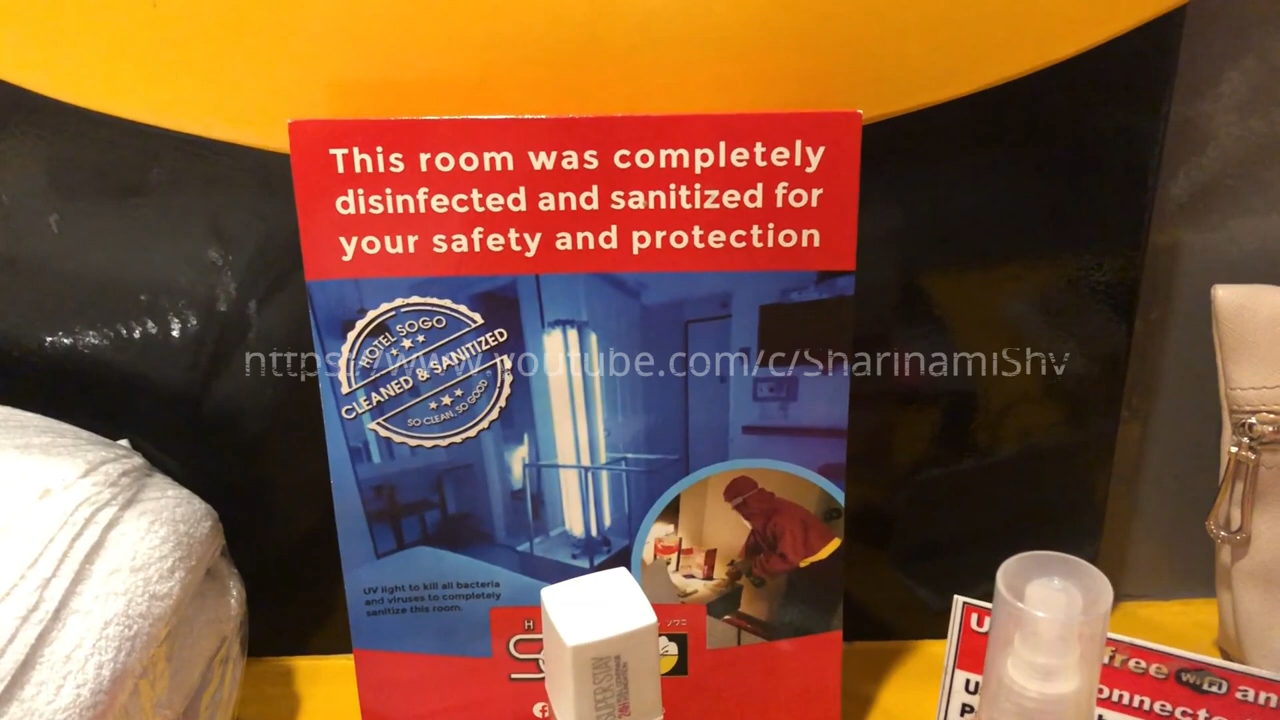 This room was completely
disinfected and sanitized for
your safety and protection
HOTEL SOGO
CLEANED & SANITIZED
SO CLEAN. SO GOOD
https://www.youtube.com/c/SharinamiShv
UV light to kill all bacteria
and viruses to completely
sanitize this room.
H
SUPER STAY
24H
free WiFi an
onnect